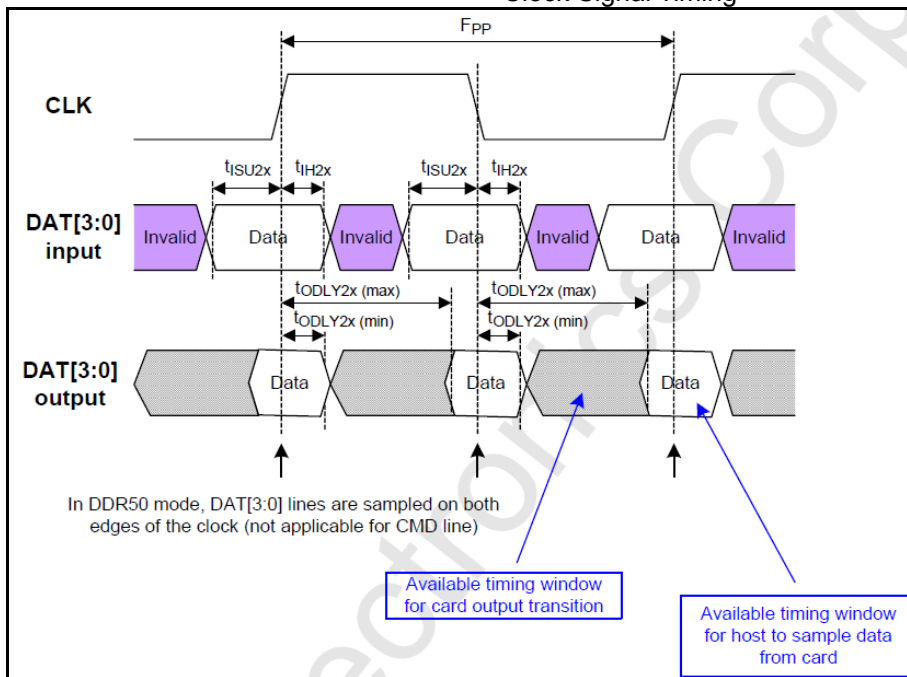 Clock Signal Timing
FPP
CLK
tISU2x tIH2x tISU2x tIH2x
DAT[3:0]
input
Invalid Data Invalid Data Invalid Data Invalid
tODLY2x (max) tODLY2x (max)
tODLY2x (min) tODLY2x (min)
DAT[3:0]
output
Data Data Data
In DDR50 mode, DAT[3:0] lines are sampled on both
edges of the clock (not applicable for CMD line)
Available timing window
for card output transition
Available timing window
for host to sample data
from card